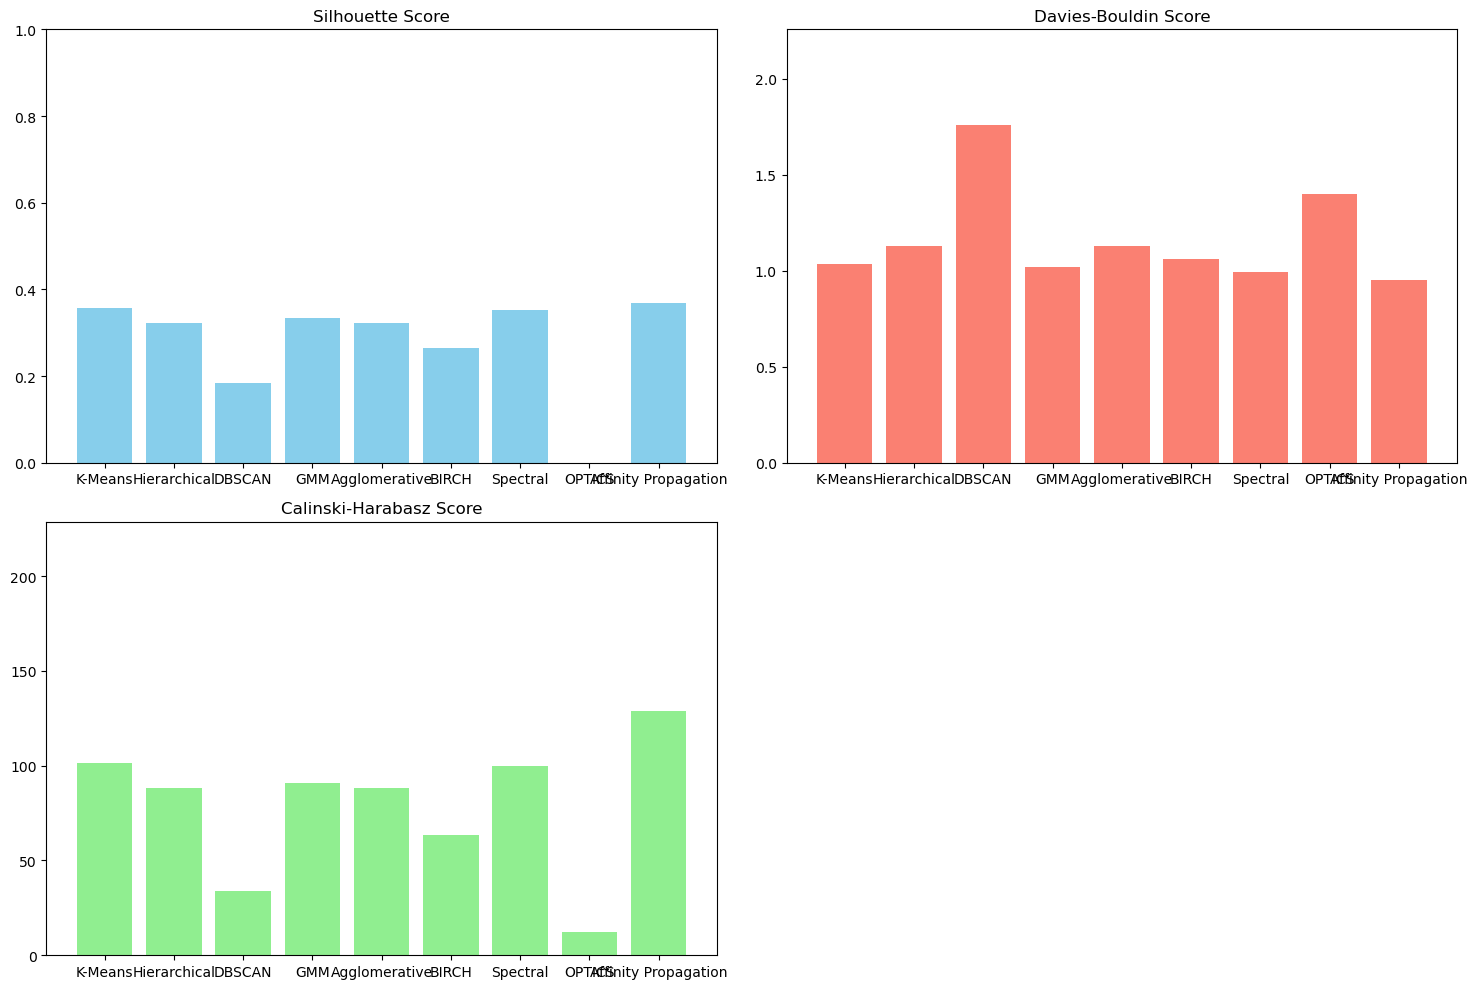 Silhouette Score
1.0
0.8
0.6
0.4
0.2
0.0
K-Means Hierarchical DBSCAN GMM Agglomerative BIRCH Spectral OPTICS Affinity Propagation
Davies-Bouldin Score
2.0
1.5
1.0
0.5
0.0
K-Means Hierarchical DBSCAN GMM Agglomerative BIRCH Spectral OPTICS Affinity Propagation
Calinski-Harabasz Score
200
150
100
50
0
K-Means Hierarchical DBSCAN GMM Agglomerative BIRCH Spectral OPTICS Affinity Propagation